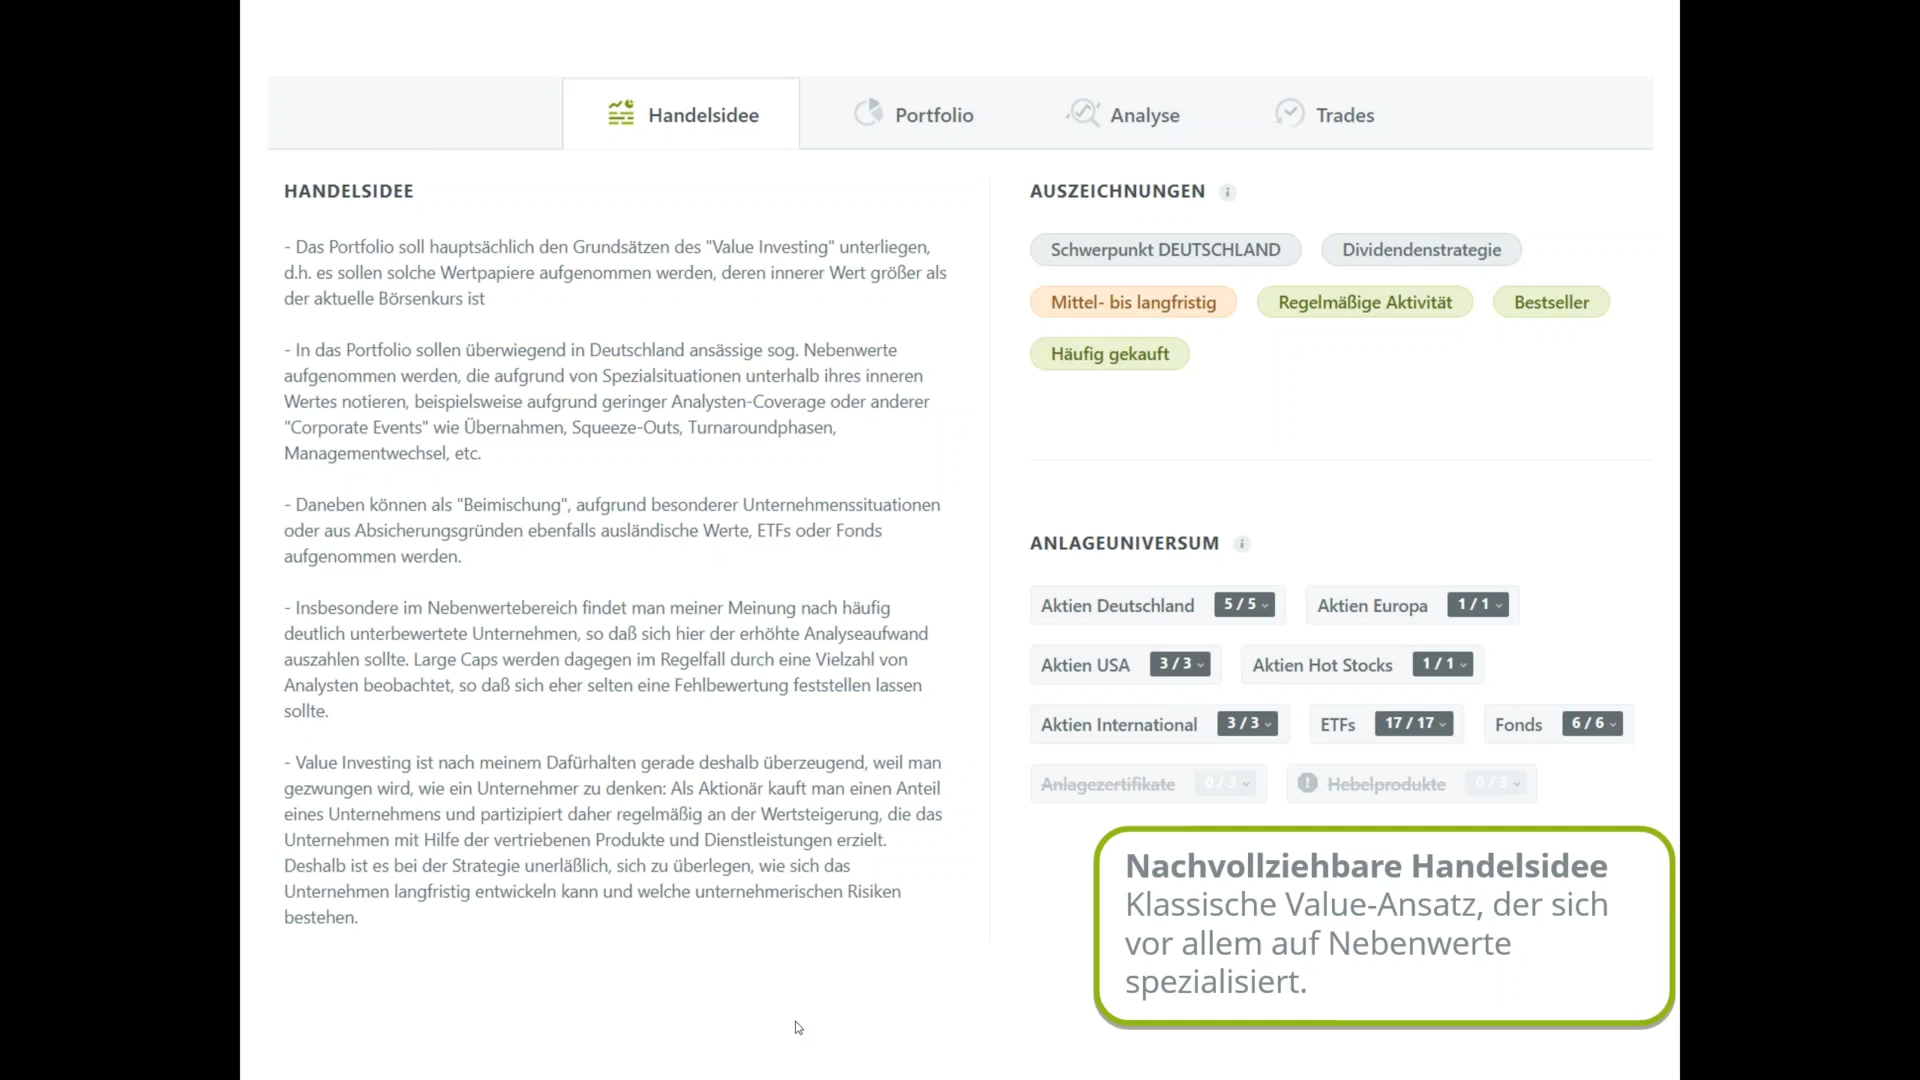 Handelsidee
Portfolio
Analyse
Trades
HANDELSIDEE
- Das Portfolio soll hauptsächlich den Grundsätzen des "Value Investing" unterliegen,
d.h. es sollen solche Wertpapiere aufgenommen werden, deren innerer Wert größer als
der aktuelle Börsenkurs ist
- In das Portfolio sollen überwiegend in Deutschland ansässige sog. Nebenwerte
aufgenommen werden, die aufgrund von Spezialsituationen unterhalb ihres inneren
Wertes notieren, beispielsweise aufgrund geringer Analysten-Coverage oder anderer
"Corporate Events" wie Übernahmen, Squeeze-Outs, Turnaroundphasen,
Managementwechsel, etc.
- Daneben können als "Beimischung", aufgrund besonderer Unternehmenssituationen
oder aus Absicherungsgründen ebenfalls ausländische Werte, ETFs oder Fonds
aufgenommen werden.
- Insbesondere im Nebenwertebereich findet man meiner Meinung nach häufig
deutlich unterbewertete Unternehmen, so daß sich hier der erhöhte Analyseaufwand
auszahlen sollte. Large Caps werden dagegen im Regelfall durch eine Vielzahl von
Analysten beobachtet, so daß sich eher selten eine Fehlbewertung feststellen lassen
sollte.
- Value Investing ist nach meinem Dafürhalten gerade deshalb überzeugend, weil man
gezwungen wird, wie ein Unternehmer zu denken: Als Aktionär kauft man einen Anteil
eines Unternehmens und partizipiert daher regelmäßig an der Wertsteigerung, die das
Unternehmen mit Hilfe der vertriebenen Produkte und Dienstleistungen erzielt.
Deshalb ist es bei der Strategie unerläßlich, sich zu überlegen, wie sich das
Unternehmen langfristig entwickeln kann und welche unternehmerischen Risiken
bestehen.
AUSZEICHNUNGEN i
Schwerpunkt DEUTSCHLAND Dividendenstrategie
Mittel- bis langfristig Regelmäßige Aktivität Bestseller
Häufig gekauft
ANLAGEUNIVERSUM i
Aktien Deutschland 5 / 5 Aktien Europa 1 / 1
Aktien USA 3 / 3 Aktien Hot Stocks 1 / 1
Aktien International 3 / 3 ETFs 17 / 17 Fonds 6 / 6
Anlagezertifikate 0 / 3 Hebelprodukte 0 / 3
Nachvollziehbare Handelsidee
Klassische Value-Ansatz, der sich
vor allem auf Nebenwerte
spezialisiert.